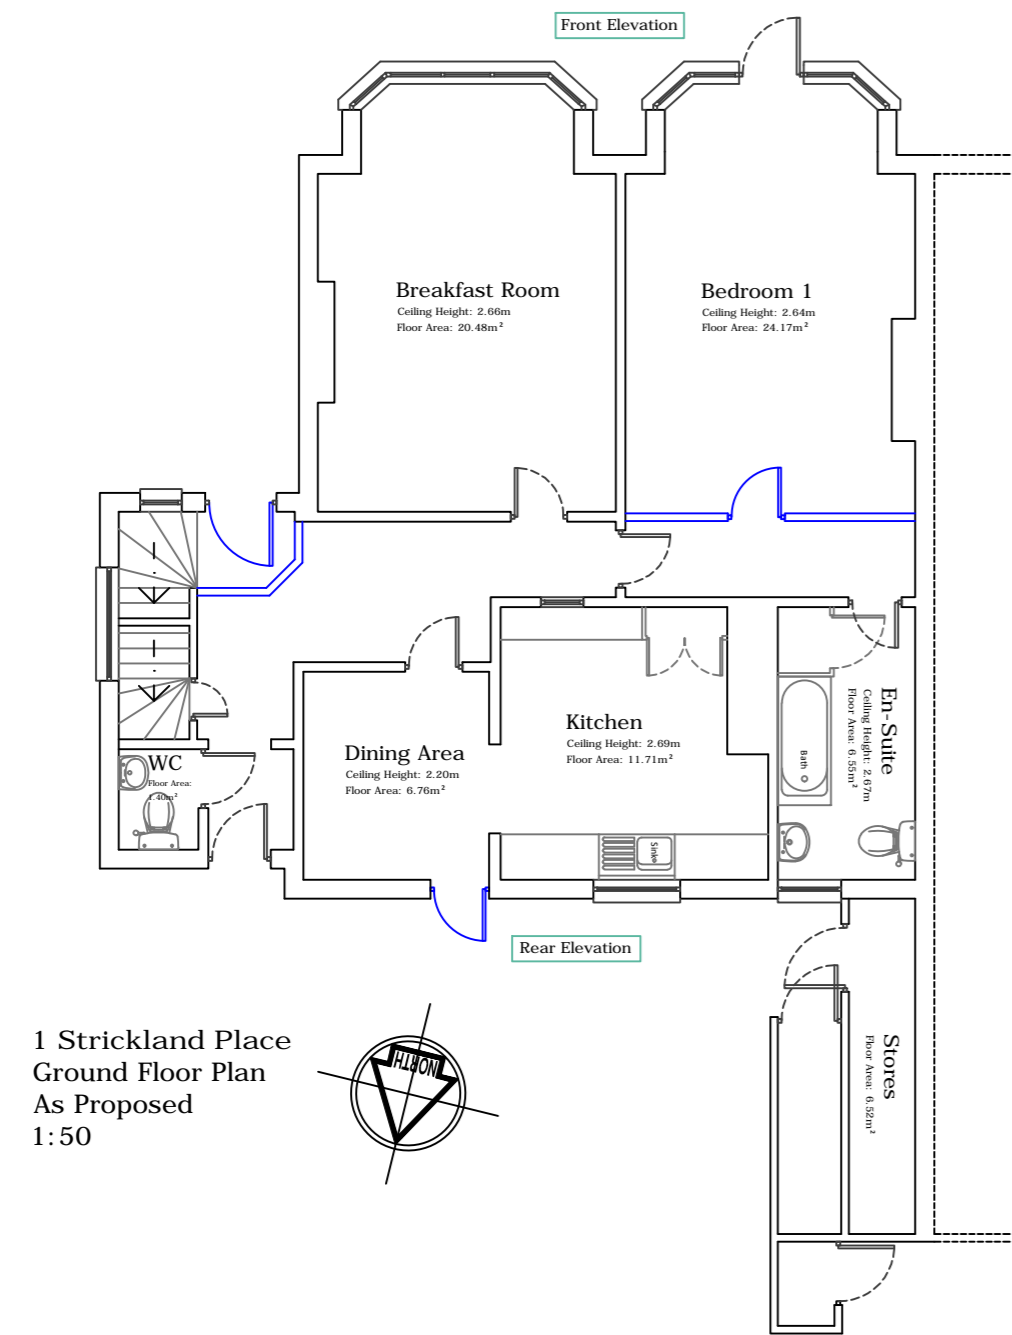 Front Elevation
Breakfast Room
Ceiling Height: 2.66m
Floor Area: 20.48m²
Bedroom 1
Ceiling Height: 2.64m
Floor Area: 24.17m²
Kitchen
Ceiling Height: 2.69m
Floor Area: 11.71m²
Dining Area
Ceiling Height: 2.20m
Floor Area: 6.76m²
WC
Floor Area:
1.40m²
En-Suite
Ceiling Height: 2.67m
Floor Area: 6.55m²
Bath
Sink
Rear Elevation
Stores
Floor Area: 6.52m²
1 Strickland Place
Ground Floor Plan
As Proposed
1:50
NORTH